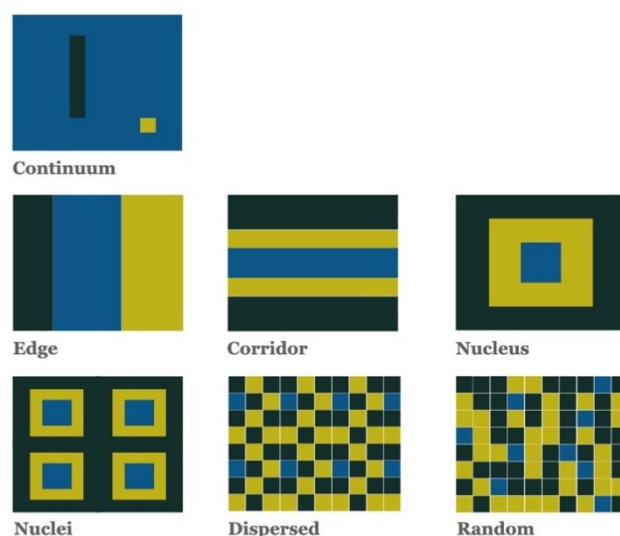 Continuum
Edge
Corridor
Nucleus
Nuclei
Dispersed
Random